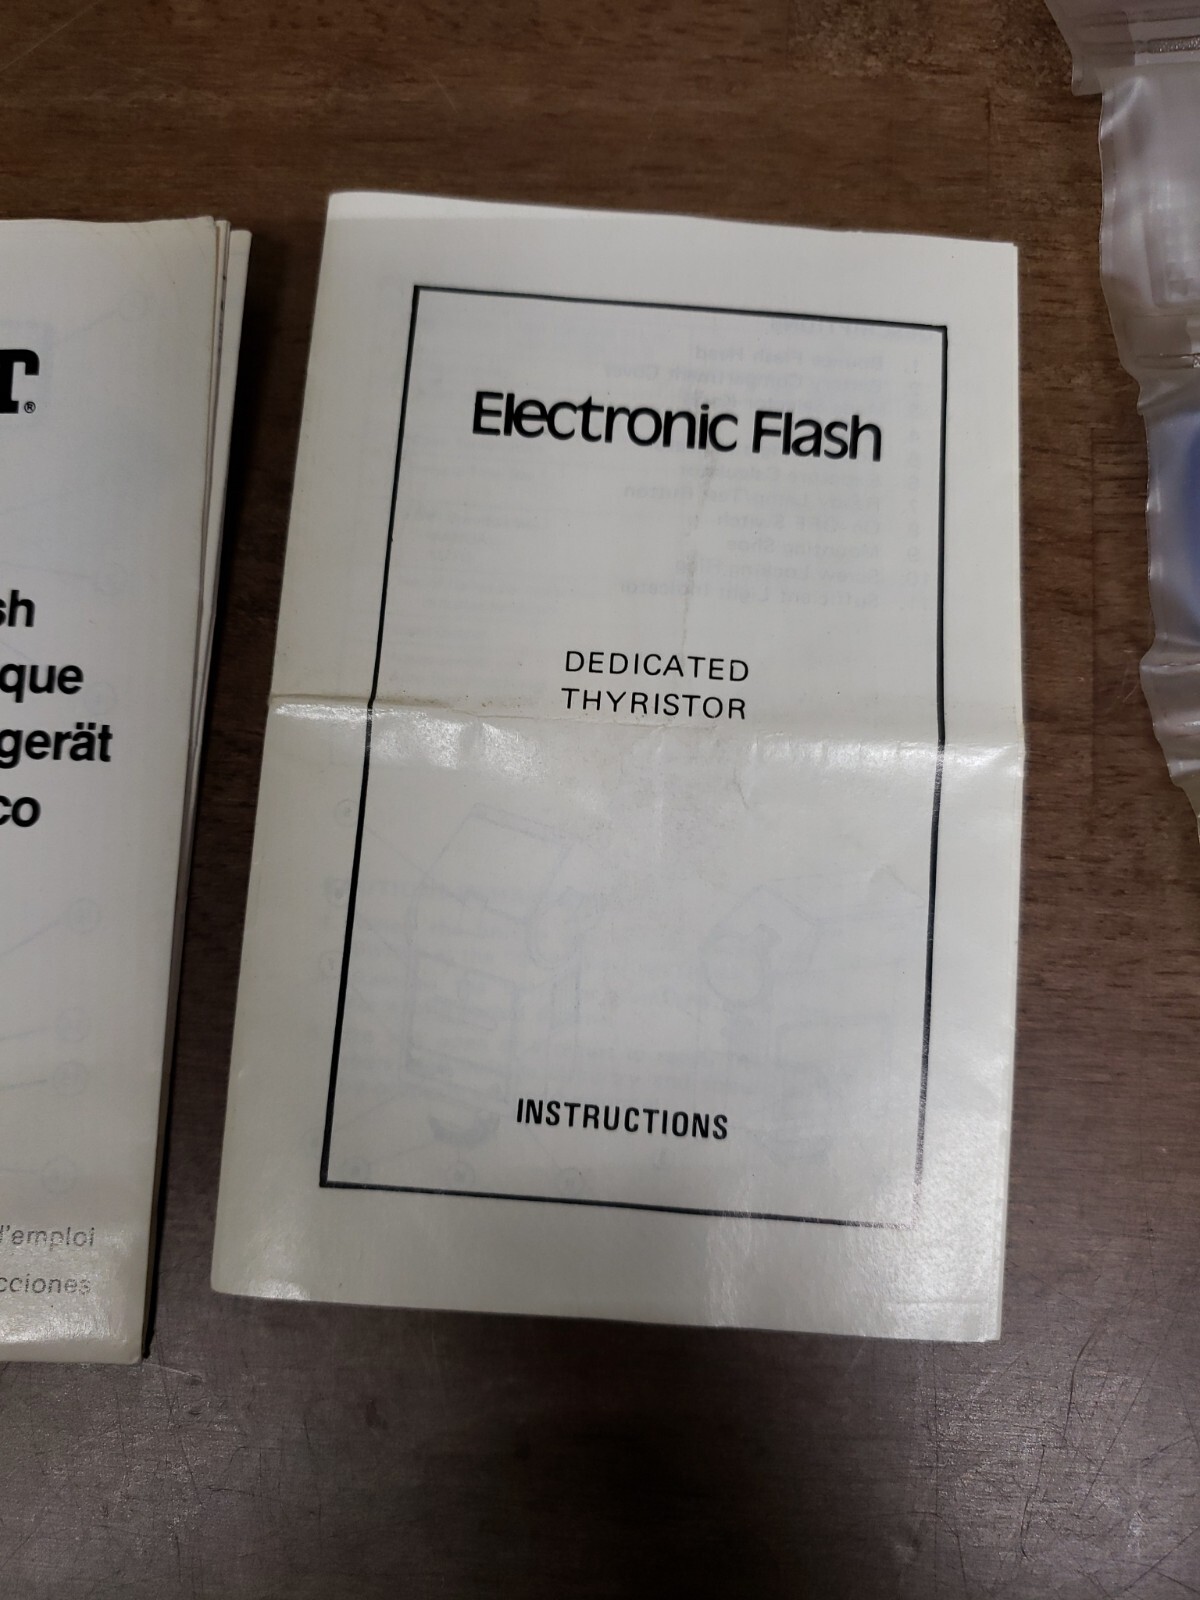 T®
sh
que
gerät
co
d'emploi
cciones
Electronic Flash
DEDICATED
THYRISTOR
INSTRUCTIONS